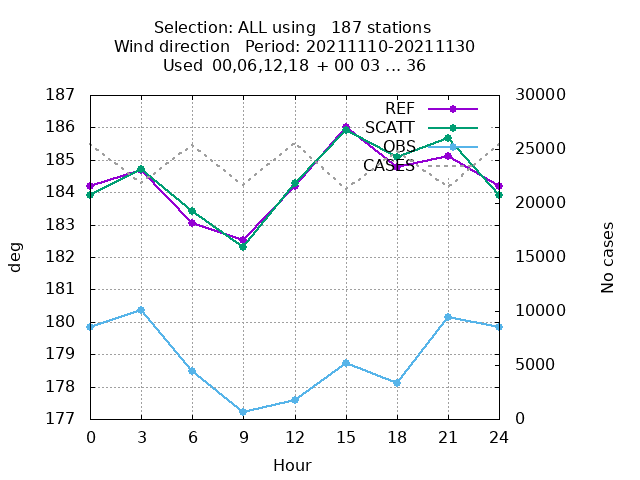 Selection: ALL using   187 stations
Wind direction   Period: 20211110-20211130
Used  00,06,12,18 + 00 03 ... 36
187 30000
REF
186 SCATT
OBS 25000
185 CASES
184 20000
183
182 15000
deg No cases
181
180 10000
179
178 5000
177 0
0 3 6 9 12 15 18 21 24
Hour